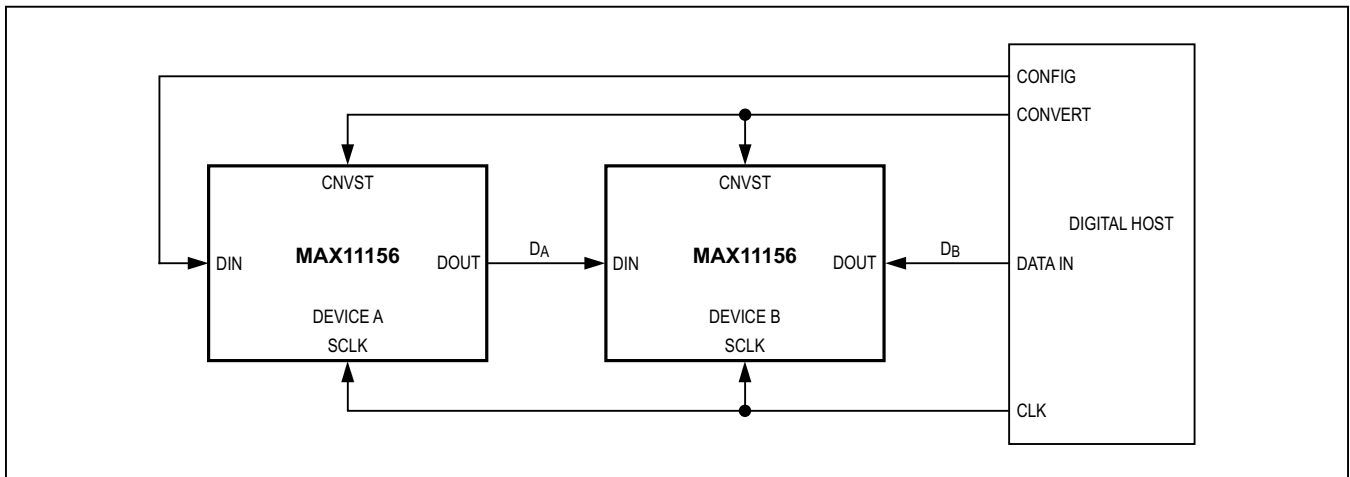 CONFIG
CONVERT
CNVST
CNVST
DIGITAL HOST
DIN
MAX11156
DOUT
DA
DIN
MAX11156
DOUT
DB
DATA IN
DEVICE A
DEVICE B
SCLK
SCLK
CLK